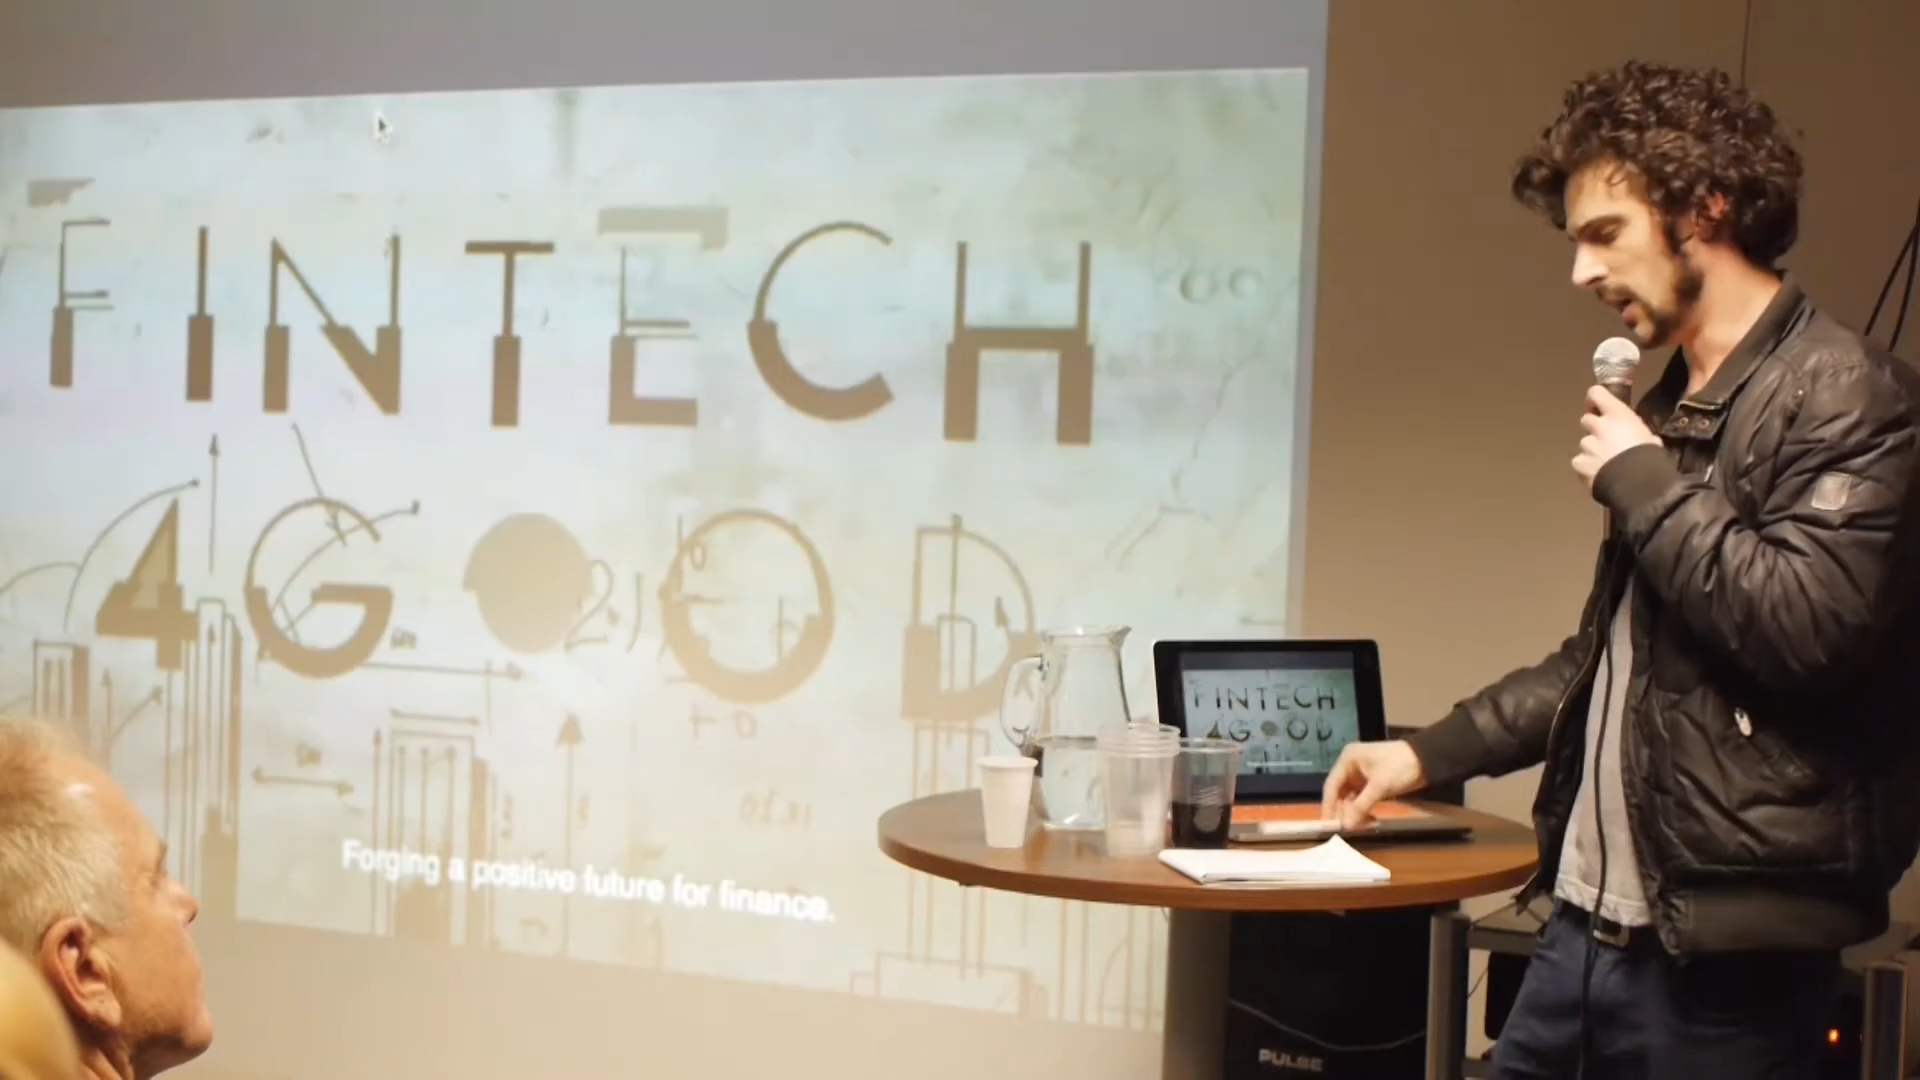 FINTECH
4GOOD
Forging a positive future for finance.
FINTECH
4GOOD
PULSE